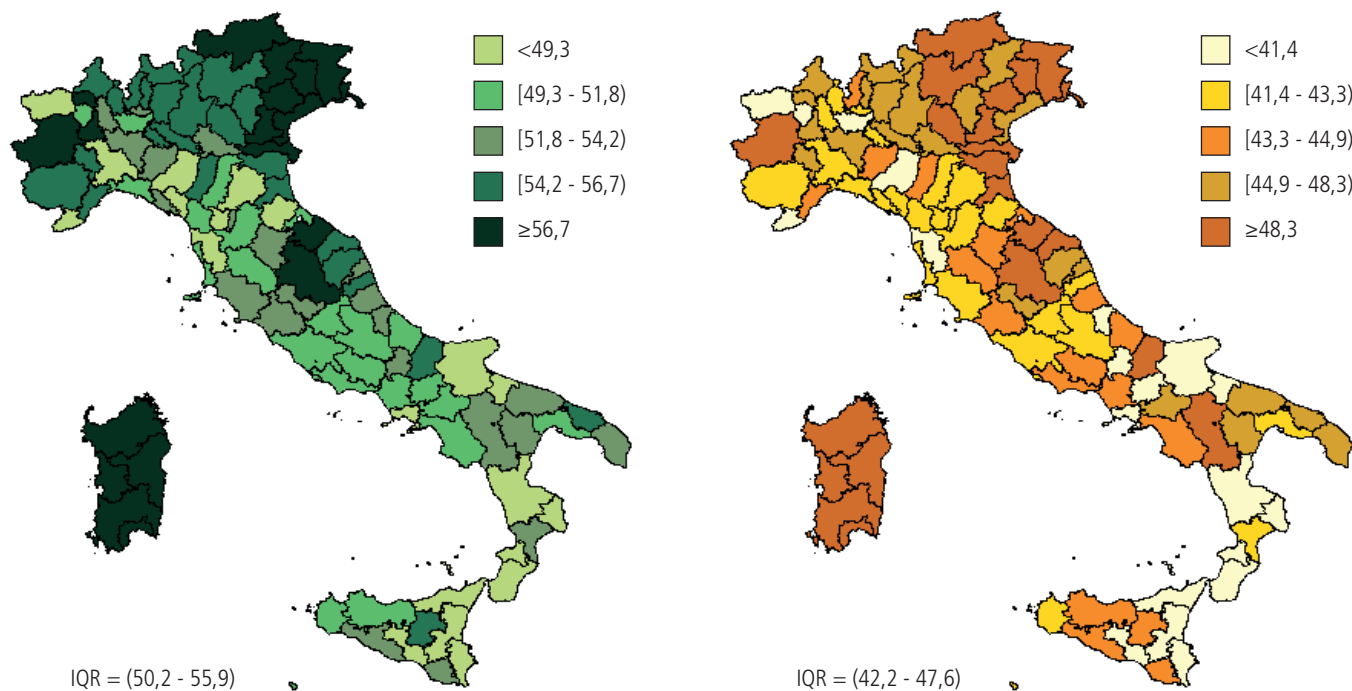 <49,3
[49,3 - 51,8)
[51,8 - 54,2)
[54,2 - 56,7)
≥56,7
IQR = (50,2 - 55,9)
<41,4
[41,4 - 43,3)
[43,3 - 44,9)
[44,9 - 48,3)
≥48,3
IQR = (42,2 - 47,6)